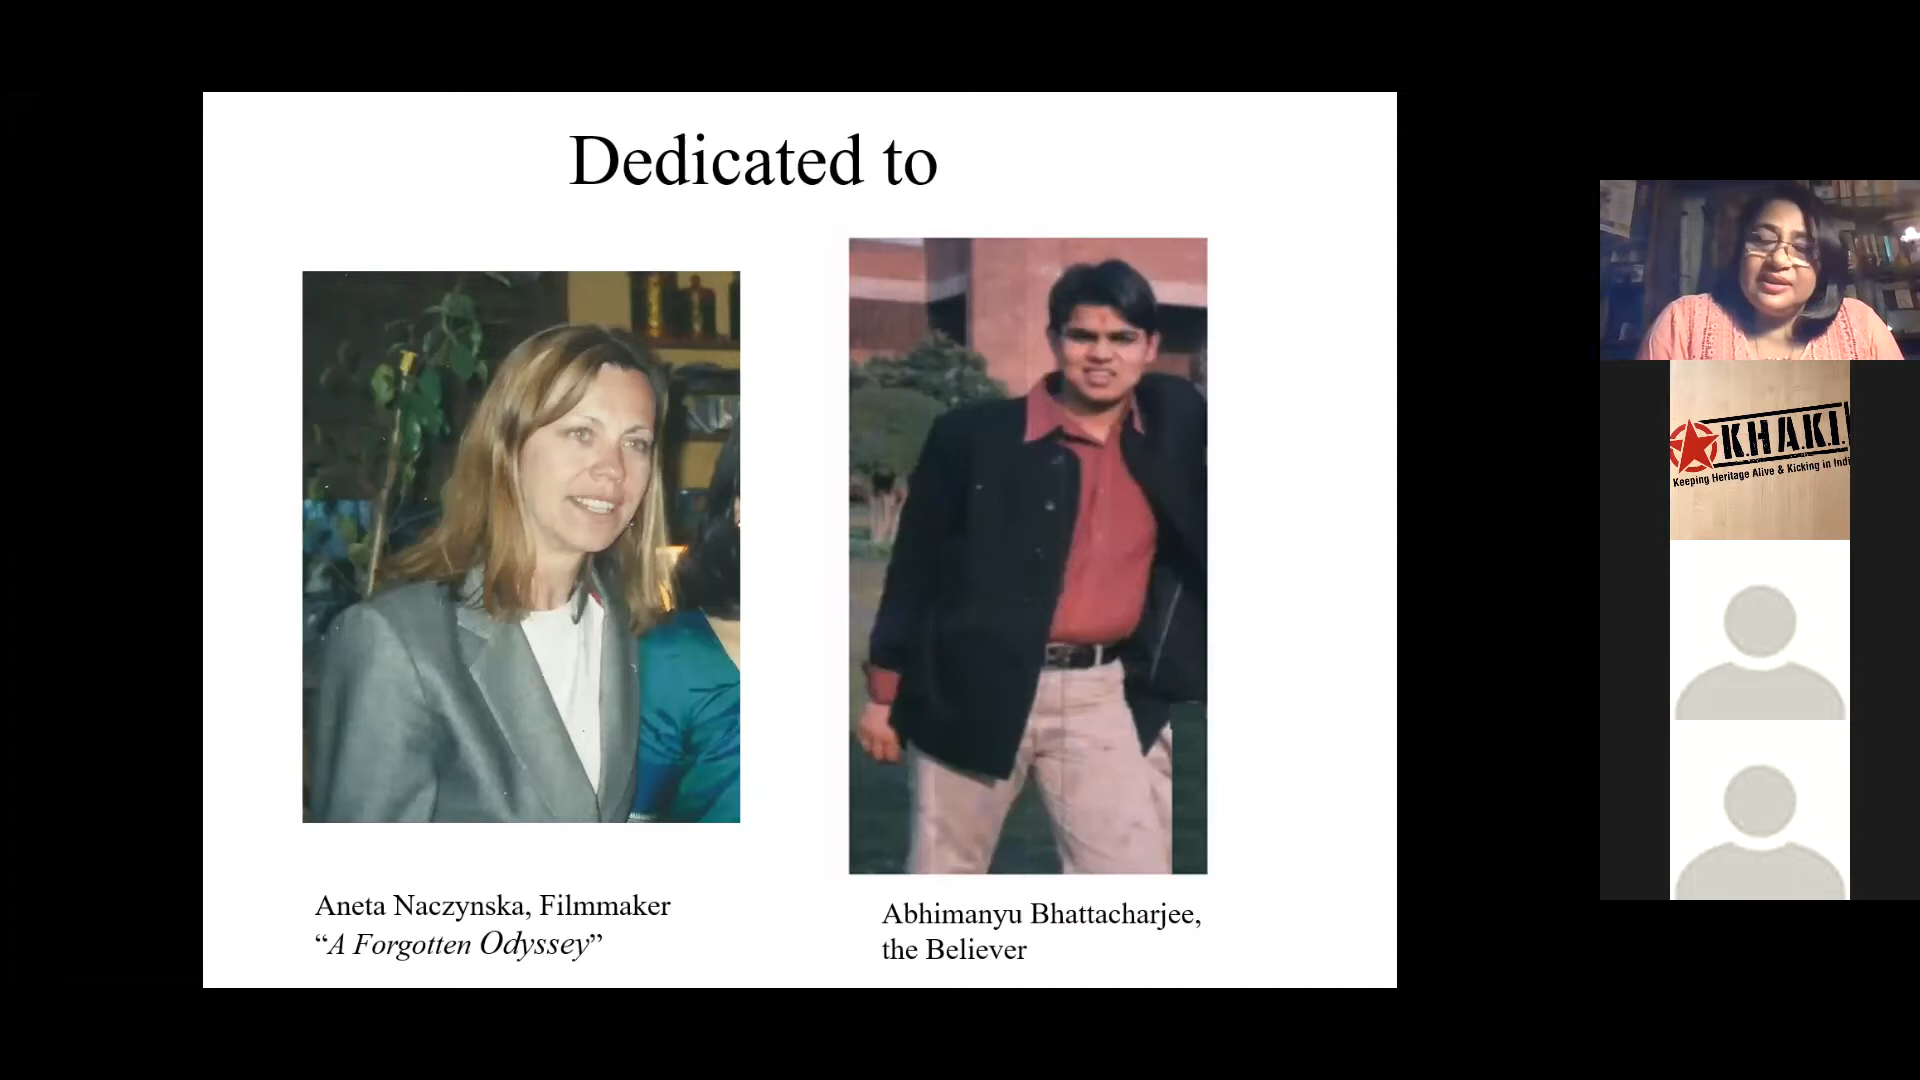 Dedicated to
Aneta Naczynska, Filmmaker
“A Forgotten Odyssey”
Abhimanyu Bhattacharjee,
the Believer
K.H.A.K.I.
Keeping Heritage Alive & Kicking in Indi